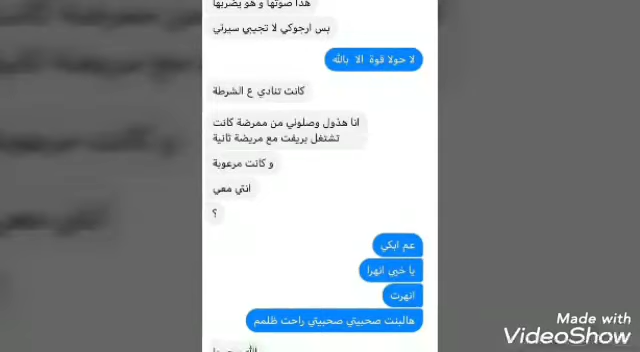 هذا صوتها و هو يضربها
بس ارجوكي لا تجيبي سيرتي
لا حولا قوة الا بالله
كانت تنادي ع الشرطة
انا هذول وصلوني من ممرضة كانت
تشتغل بريفت مع مريضة ثانية
و كانت مرعوبة
انتي معي
؟
عم ابكي
يا خيي انهرا
انهرت
هالبنت صحبيتي صحبيتي راحت ظلمم
Made with
VideoShow